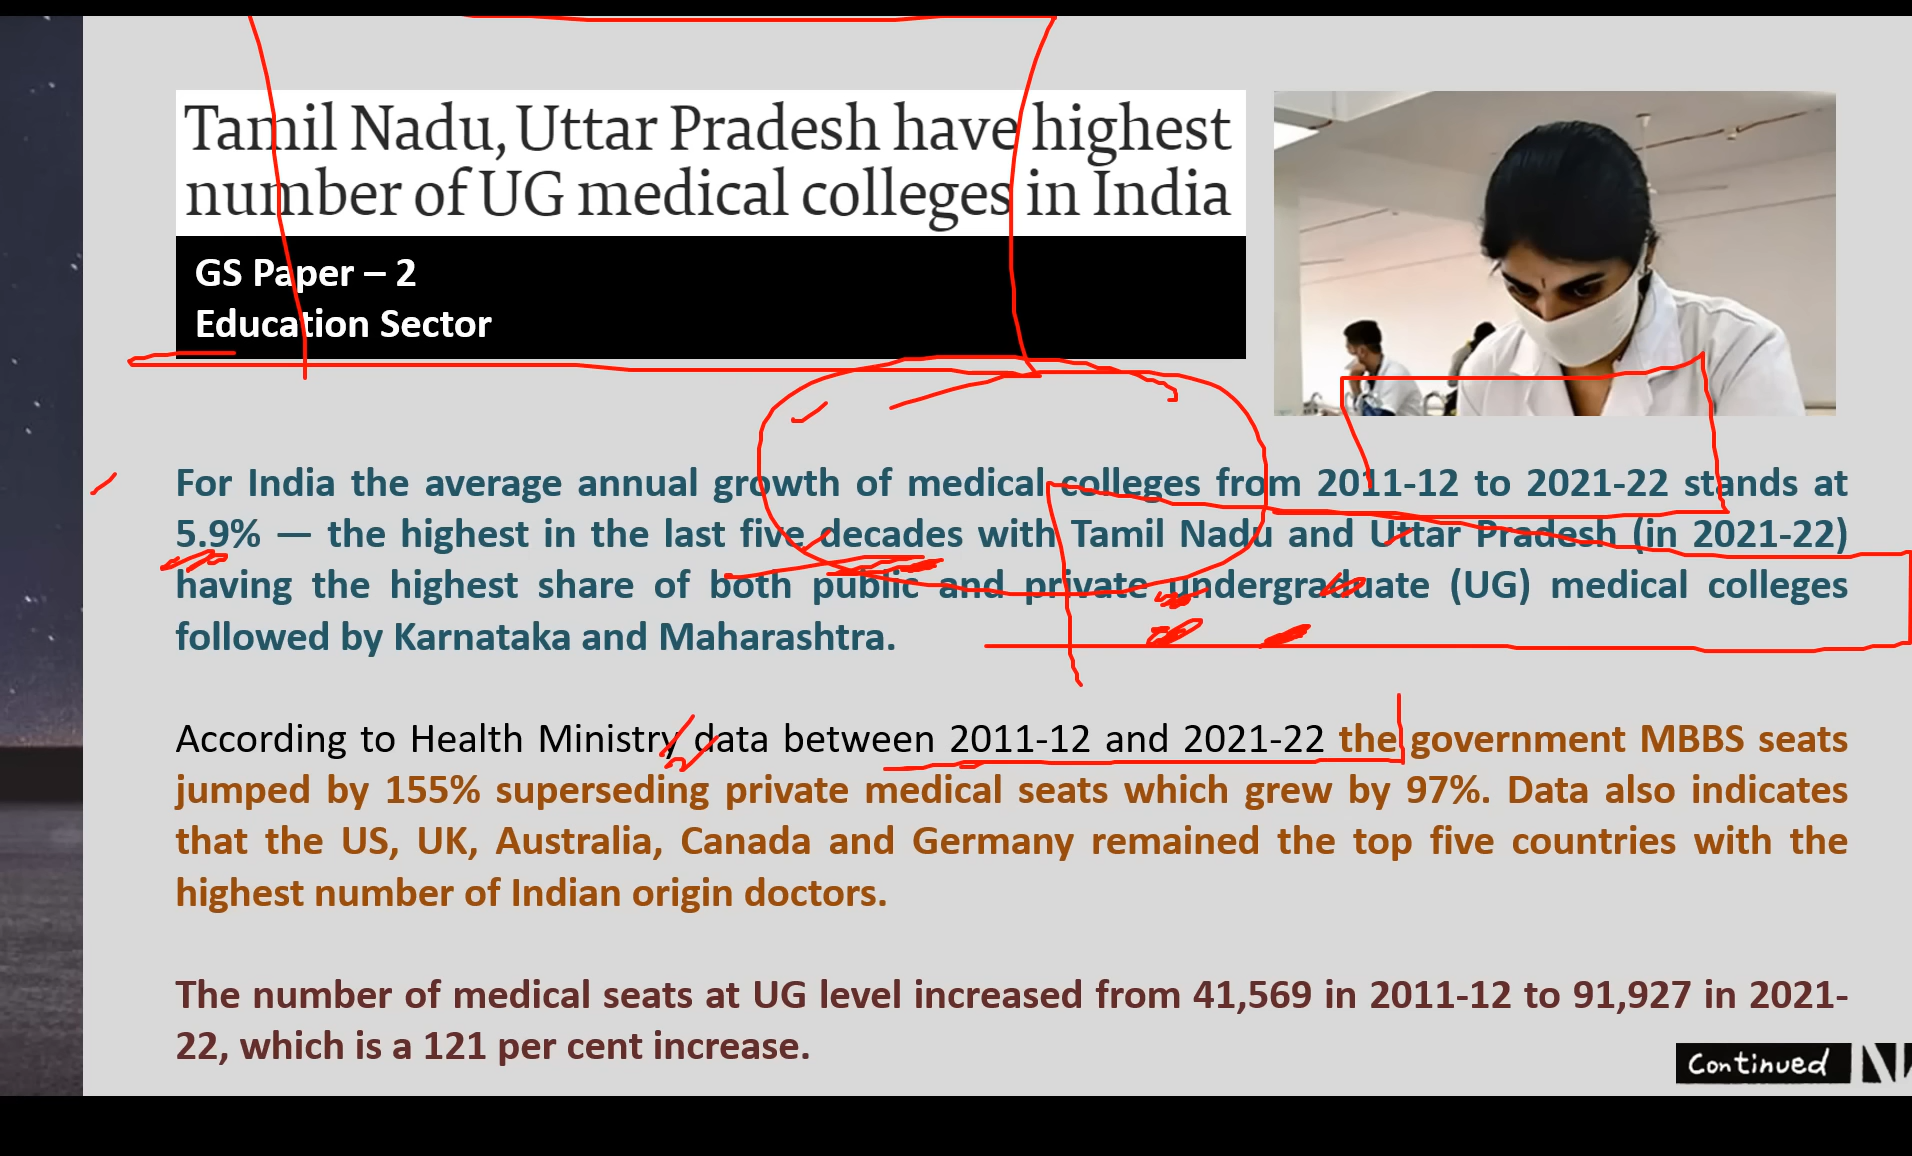 Tamil Nadu, Uttar Pradesh have highest
number of UG medical colleges in India
GS Paper – 2
Education Sector
For India the average annual growth of medical colleges from 2011-12 to 2021-22 stands at
5.9% — the highest in the last five decades with Tamil Nadu and Uttar Pradesh (in 2021-22)
having the highest share of both public and private undergraduate (UG) medical colleges
followed by Karnataka and Maharashtra.
According to Health Ministry data between 2011-12 and 2021-22 the government MBBS seats
jumped by 155% superseding private medical seats which grew by 97%. Data also indicates
that the US, UK, Australia, Canada and Germany remained the top five countries with the
highest number of Indian origin doctors.
The number of medical seats at UG level increased from 41,569 in 2011-12 to 91,927 in 2021-
22, which is a 121 per cent increase.
Continued